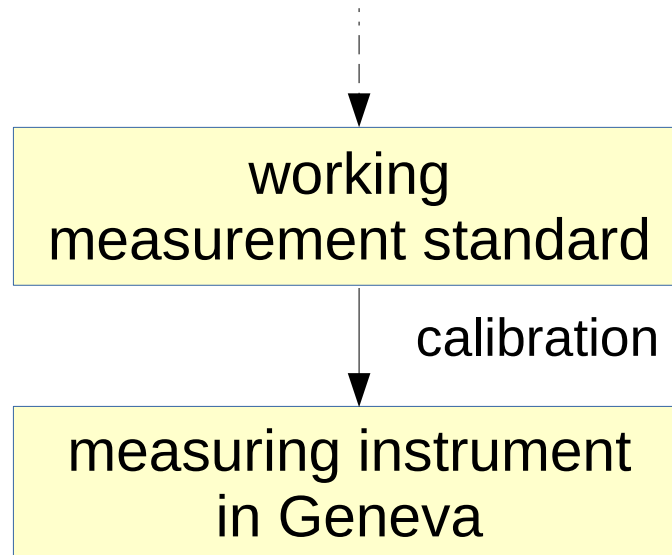 working
measurement standard
calibration
measuring instrument
in Geneva